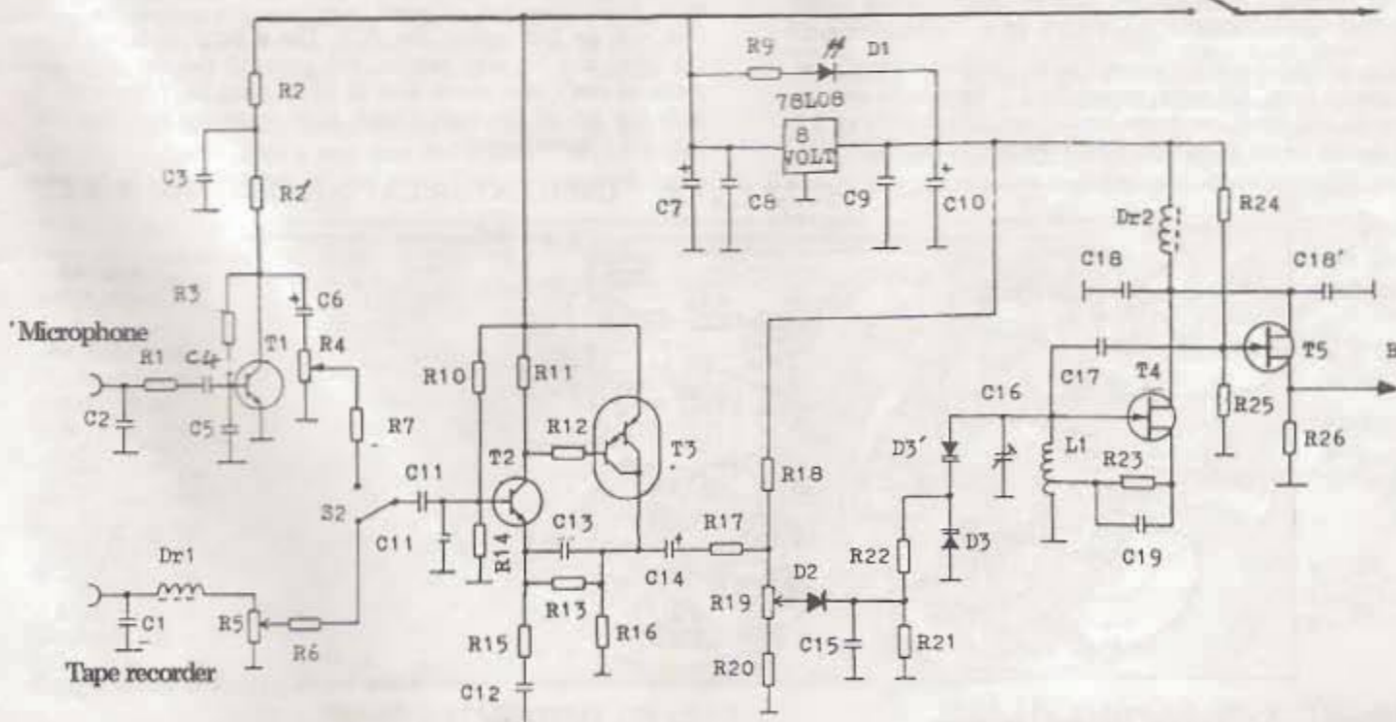 R9
D1
R2
78L08
8
VOLT
C3
R2'
C7
C8
C9
C10
Dr2
R24
C18
C18'
R3
C6
'Microphone
R1
C4
T1
R4
R10
R11
C17
T4
T5
B
C2
C5
R7
R12
T3
C16
R25
R26
D3'
L1
R23
R18
S2
C11
T2
C13
R17
C11
R14
C14
D2
R22
D3
C19
Dr1
R13
R19
C1
R5
R6
R15
R16
C15
R21
R20
Tape recorder
C12